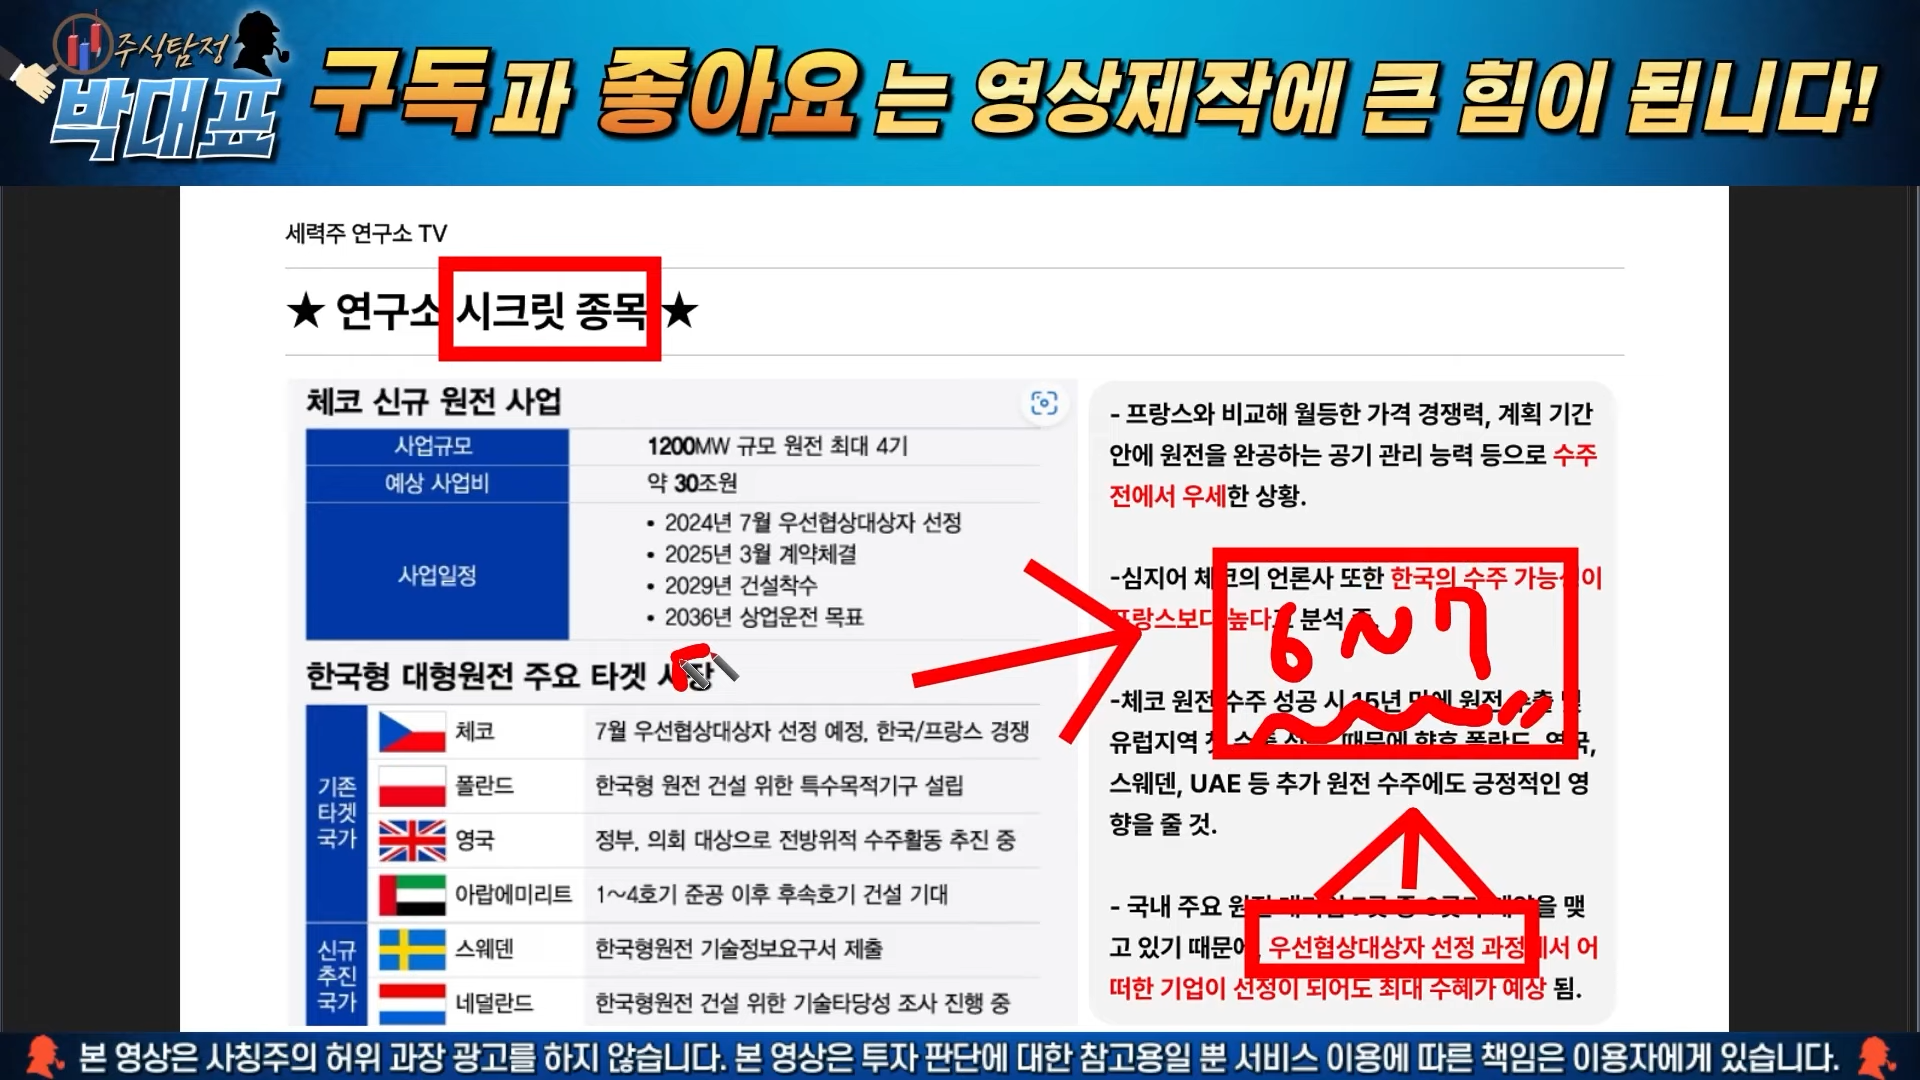 주식탐정
박대표
구독과 좋아요는 영상제작에 큰 힘이 됩니다!
세력주 연구소 TV
★ 연구소 시크릿 종목 ★
체코 신규 원전 사업
사업규모 1200MW 규모 원전 최대 4기
예상 사업비 약 30조원
사업일정
• 2024년 7월 우선협상대상자 선정
• 2025년 3월 계약체결
• 2029년 건설착수
• 2036년 상업운전 목표
한국형 대형원전 주요 타겟
기존 타겟 국가
체코 7월 우선협상대상자 선정 예정, 한국/프랑스 경쟁
폴란드 한국형 원전 건설 위한 특수목적기구 설립
영국 정부, 의회 대상으로 전방위적 수주활동 추진 중
아랍에미리트 1~4호기 준공 이후 후속호기 건설 기대
신규 추진 국가
스웨덴 한국형원전 기술정보요구서 제출
네덜란드 한국형원전 건설 위한 기술타당성 조사 진행 중
- 프랑스와 비교해 월등한 가격 경쟁력, 계획 기간
안에 원전을 완공하는 공기 관리 능력 등으로 수주
전에서 우세한 상황.
-심지어 체코의 언론사 또한 한국의 수주
프랑스보다 높다고 분석
6~7
-체코 원전 수주 성공 시 15년 만에 원전
유럽지역 때문에 향후 폴란드, 영국,
스웨덴, UAE 등 추가 원전 수주에도 긍정적인 영
향을 줄 것.
- 국내 주요 맺
고 있기 때문에, 우선협상대상자 선정 과정에서 어
떠한 기업이 선정이 되어도 최대 수혜가 예상 됨.
본 영상은 사칭주의 허위 과장 광고를 하지 않습니다. 본 영상은 투자 판단에 대한 참고용일 뿐 서비스 이용에 따른 책임은 이용자에게 있습니다.